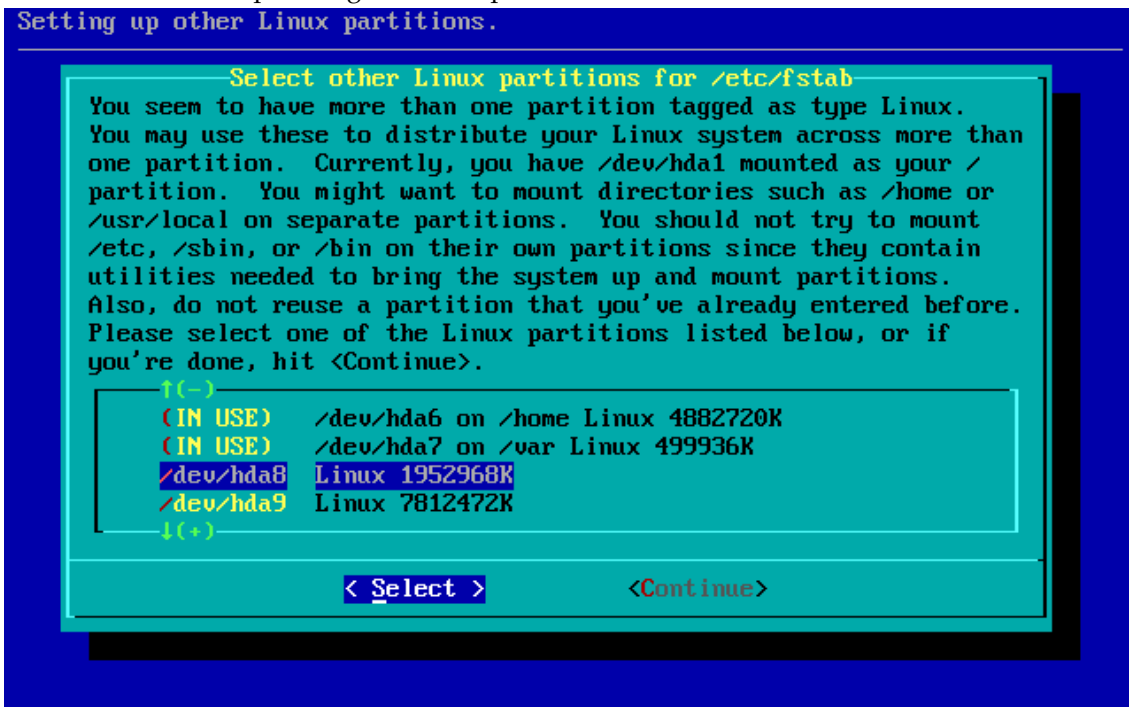 Setting up other Linux partitions.
Select other Linux partitions for /etc/fstab
You seem to have more than one partition tagged as type Linux.
You may use these to distribute your Linux system across more than
one partition.  Currently, you have /dev/hda1 mounted as your /
partition.  You might want to mount directories such as /home or
/usr/local on separate partitions.  You should not try to mount
/etc, /sbin, or /bin on their own partitions since they contain
utilities needed to bring the system up and mount partitions.
Also, do not reuse a partition that you've already entered before.
Please select one of the Linux partitions listed below, or if
you're done, hit <Continue>.
↑(-)
(IN USE)  /dev/hda6 on /home Linux 4882720K
(IN USE)  /dev/hda7 on /var Linux 499936K
/dev/hda8  Linux 1952968K
/dev/hda9  Linux 7812472K
↓(+)
< Select >  <Continue>